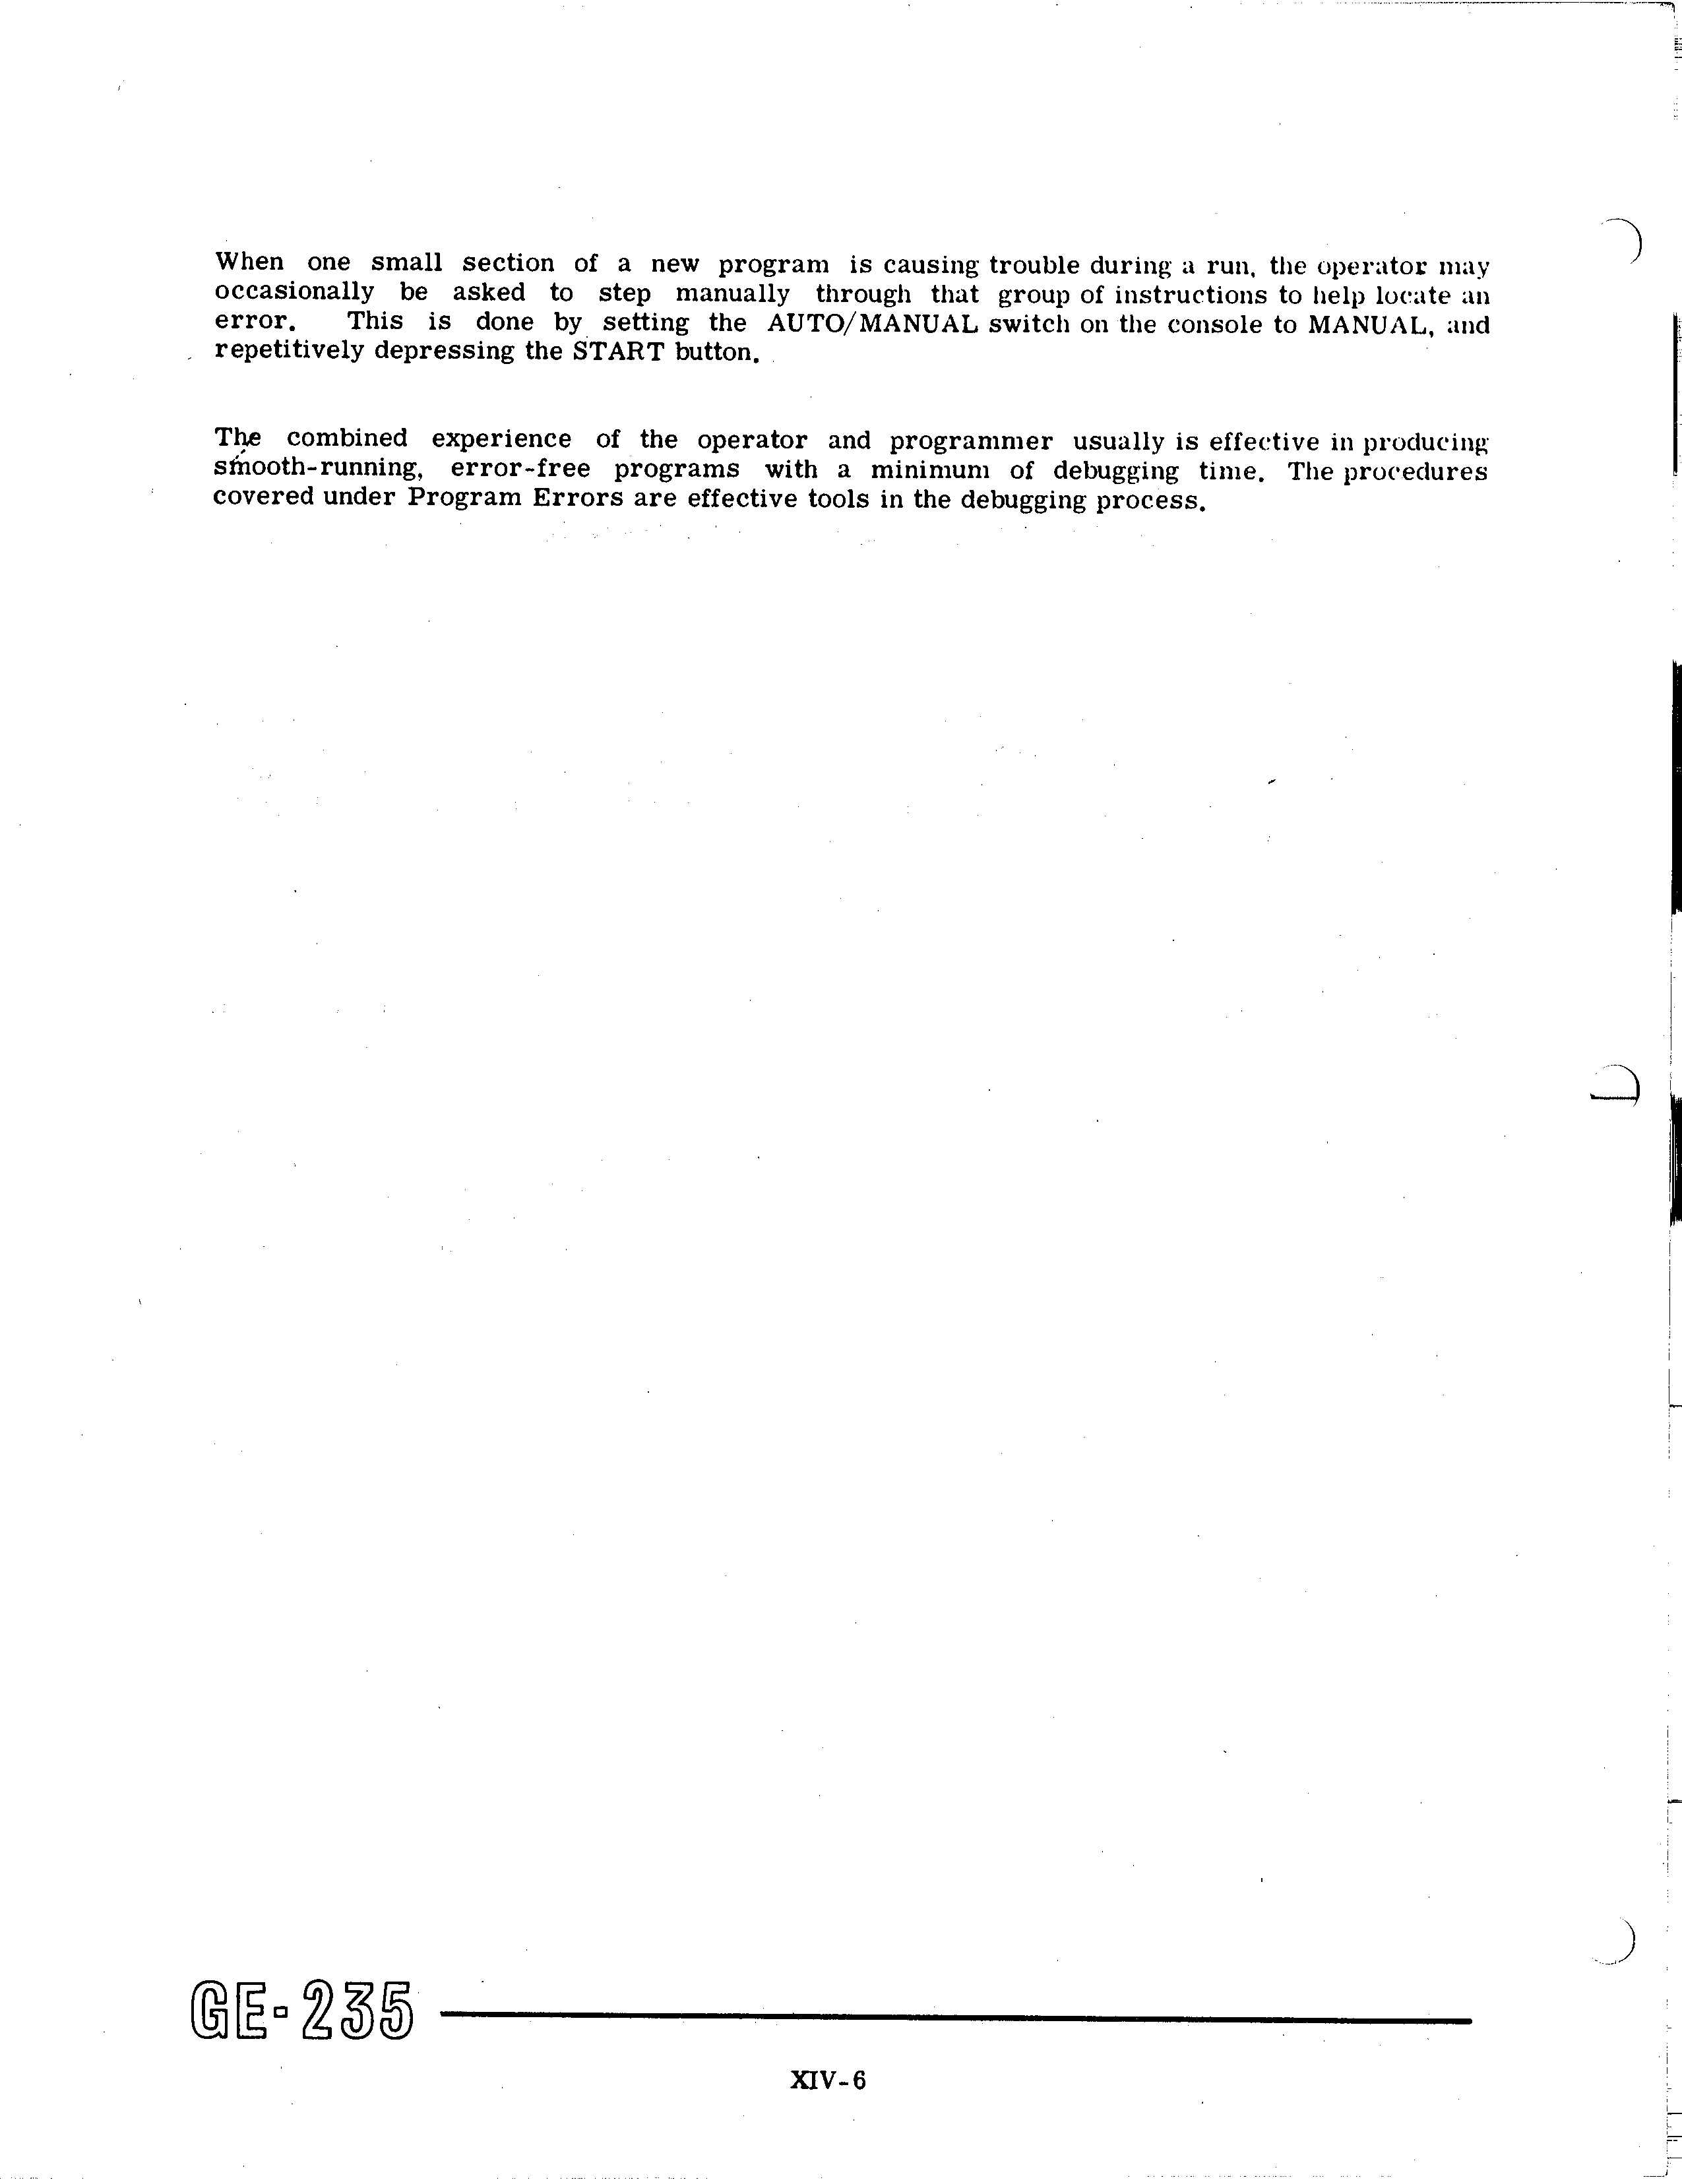 When one small section of a new program is causing trouble during a run, the operator may
occasionally be asked to step manually through that group of instructions to help locate an
error. This is done by setting the AUTO/MANUAL switch on the console to MANUAL, and
repetitively depressing the START button.
The combined experience of the operator and programmer usually is effective in producing
smooth-running, error-free programs with a minimum of debugging time. The procedures
covered under Program Errors are effective tools in the debugging process.
GE-235
XIV-6